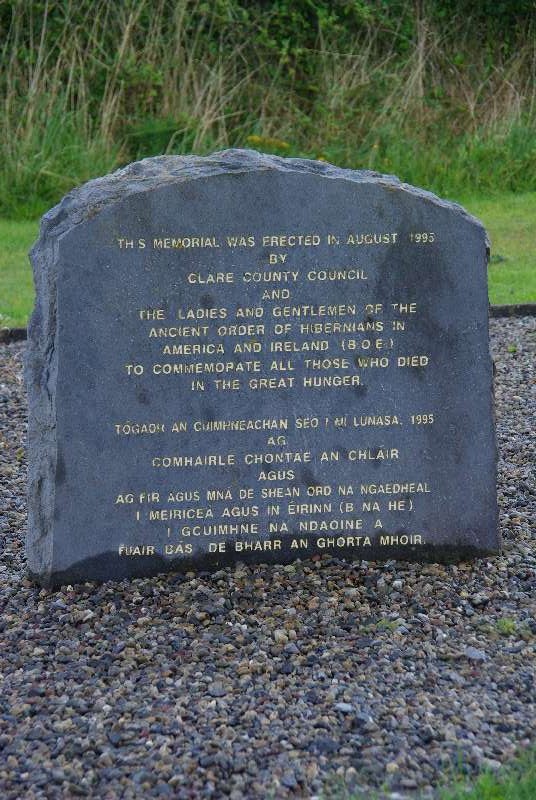 THIS MEMORIAL WAS ERECTED IN AUGUST 1995
BY
CLARE COUNTY COUNCIL
AND
THE LADIES AND GENTLEMEN OF THE
ANCIENT ORDER OF HIBERNIANS IN
AMERICA AND IRELAND (B.O.E.)
TO COMMEMORATE ALL THOSE WHO DIED
IN THE GREAT HUNGER.
TÓGADH AN CUIMHNEACHAN SEO I MÍ LUNASA, 1995
AG
COMHAIRLE CHONTAE AN CHLÁIR
AGUS
AG FIR AGUS MNÁ DE SHEAN ORD NA NGAEDHEAL
I MEIRICEA AGUS IN ÉIRINN (B NA HE)
I GCUIMHNE NA NDAOINE A
FUAIR BÁS DE BHARR AN GHORTA MHOIR.